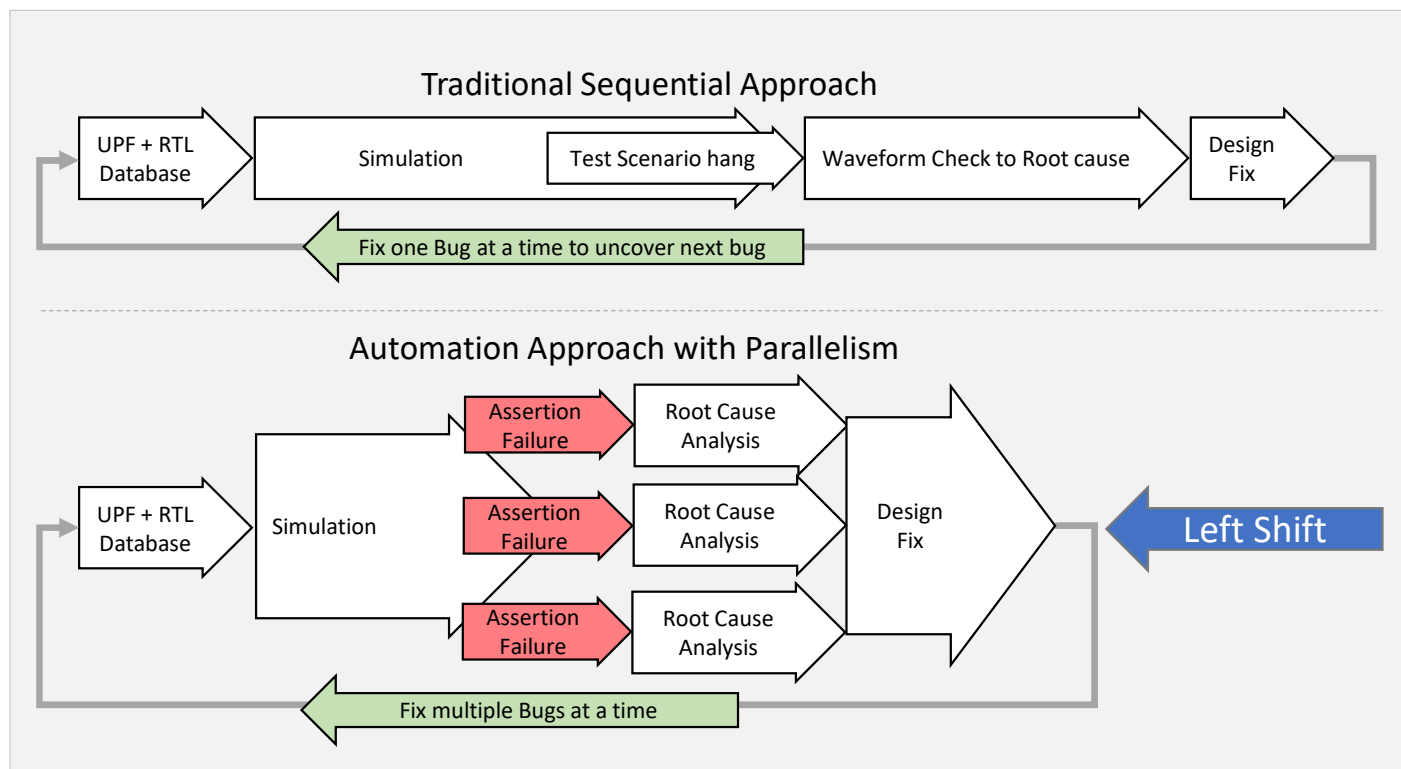 Traditional Sequential Approach
UPF + RTL
Database
Simulation
Test Scenario hang
Waveform Check to Root cause
Design
Fix
Fix one Bug at a time to uncover next bug
Automation Approach with Parallelism
UPF + RTL
Database
Simulation
Assertion
Failure
Root Cause
Analysis
Assertion
Failure
Root Cause
Analysis
Assertion
Failure
Root Cause
Analysis
Design
Fix
Left Shift
Fix multiple Bugs at a time